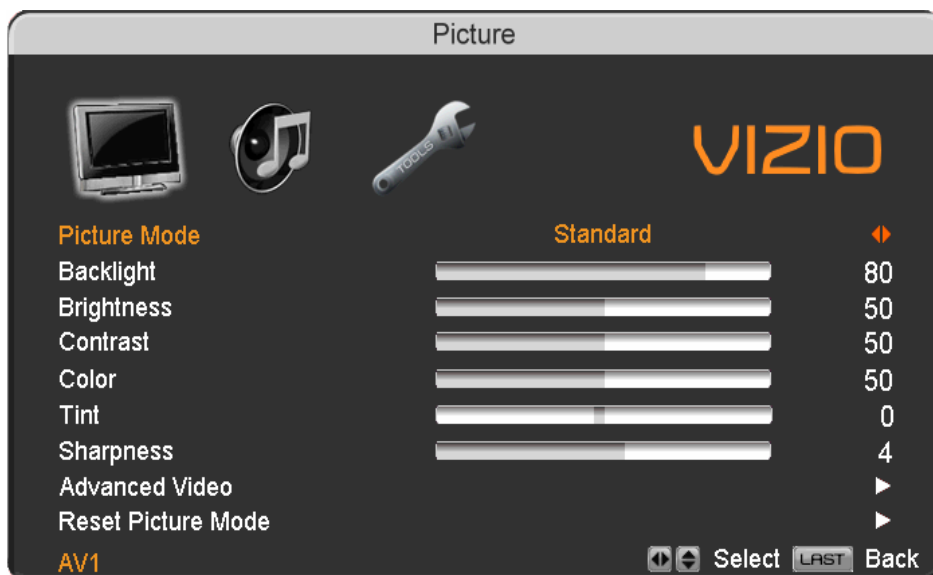 Picture
TOOLS
VIZIO
Picture Mode Standard
Backlight 80
Brightness 50
Contrast 50
Color 50
Tint 0
Sharpness 4
Advanced Video
Reset Picture Mode
AV1 Select LAST Back